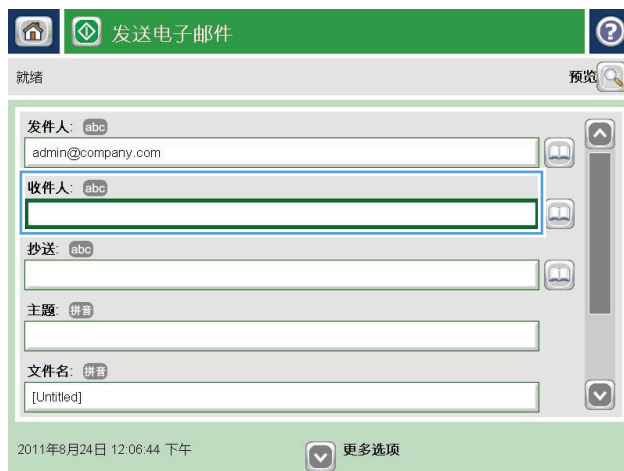 发送电子邮件
?
就绪 预览
发件人: abc
admin@company.com
收件人: abc
抄送: abc
主题: 拼音
文件名: 拼音
[Untitled]
2011年8月24日 12:06:44 下午 更多选项